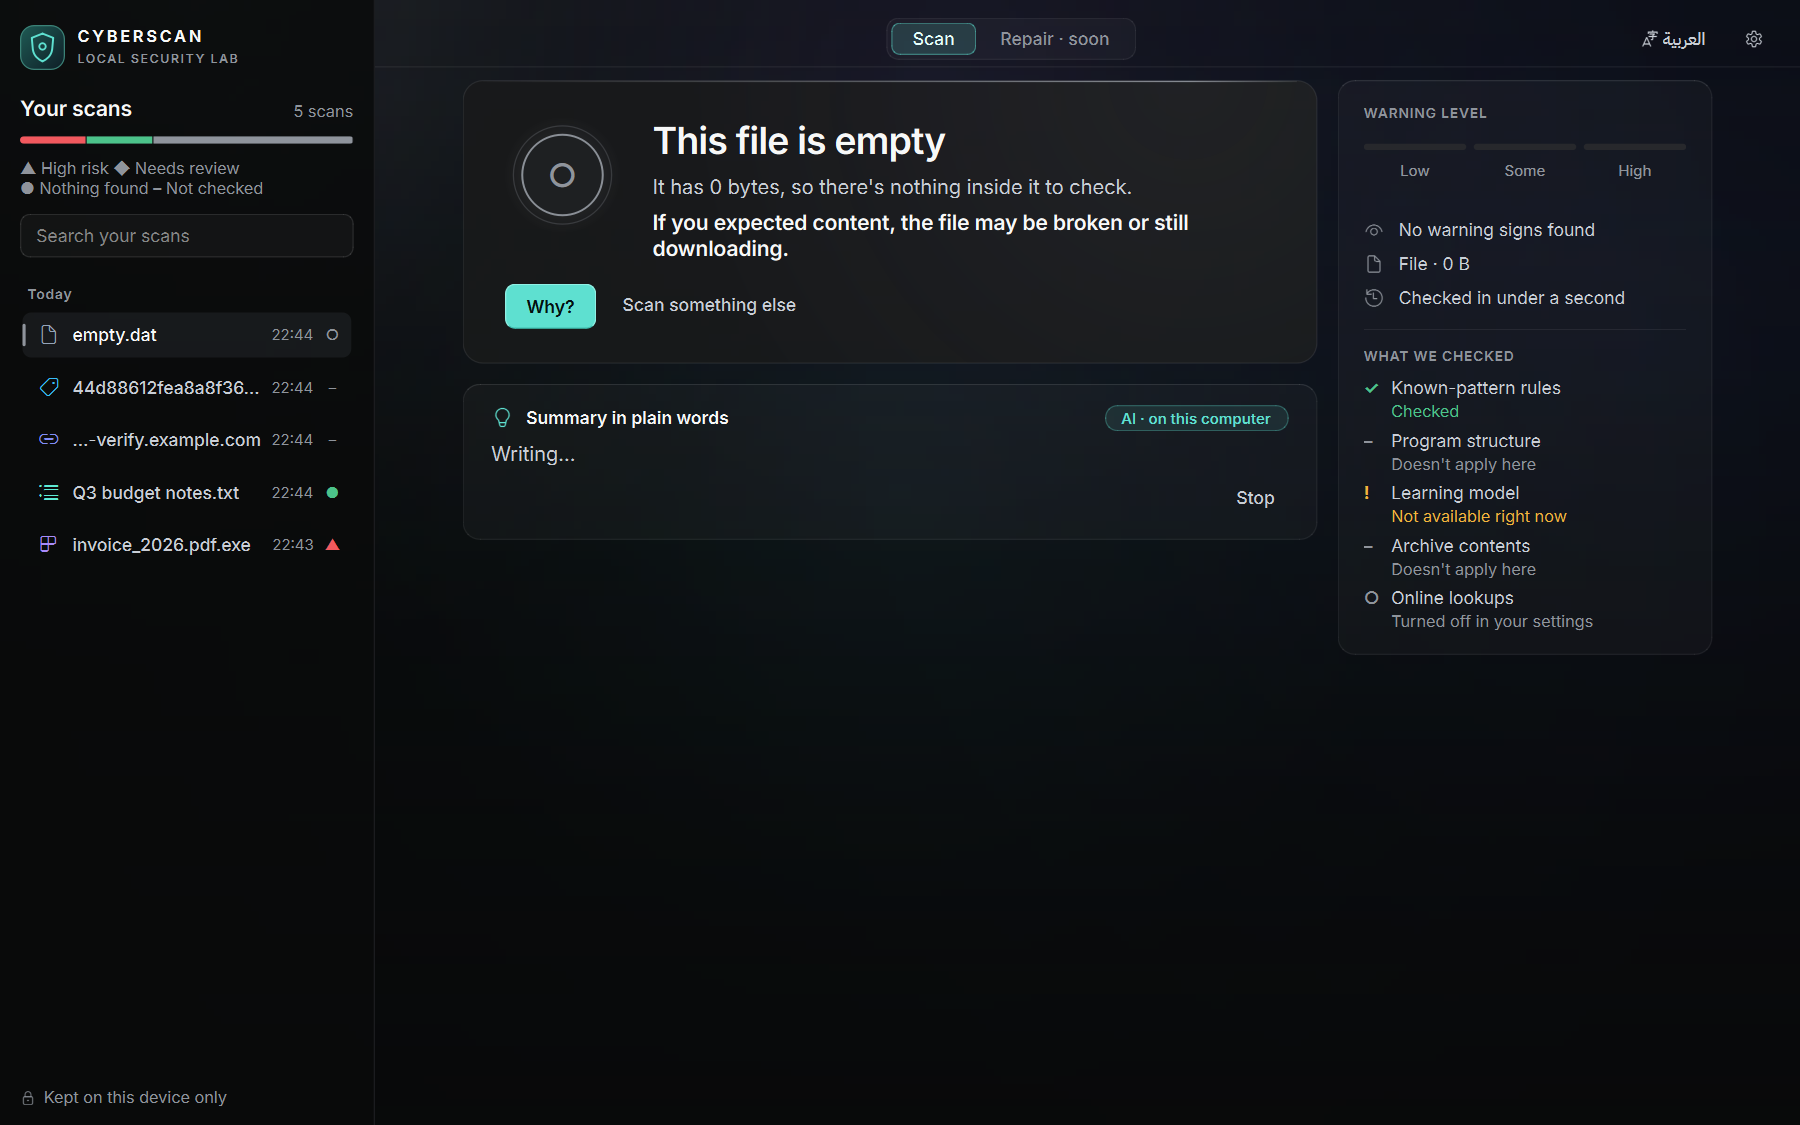 CYBERSCAN
LOCAL SECURITY LAB
Your scans
5 scans
▲ High risk ◆ Needs review
● Nothing found – Not checked
Search your scans
Today
empty.dat 22:44
44d88612fea8a8f36... 22:44 –
...-verify.example.com 22:44 –
Q3 budget notes.txt 22:44
invoice_2026.pdf.exe 22:43
Kept on this device only
Scan
Repair · soon
العربية
This file is empty
It has 0 bytes, so there's nothing inside it to check.
If you expected content, the file may be broken or still
downloading.
Why?
Scan something else
Summary in plain words
AI · on this computer
Writing...
Stop
WARNING LEVEL
Low Some High
No warning signs found
File · 0 B
Checked in under a second
WHAT WE CHECKED
Known-pattern rules
Checked
Program structure
Doesn't apply here
Learning model
Not available right now
Archive contents
Doesn't apply here
Online lookups
Turned off in your settings